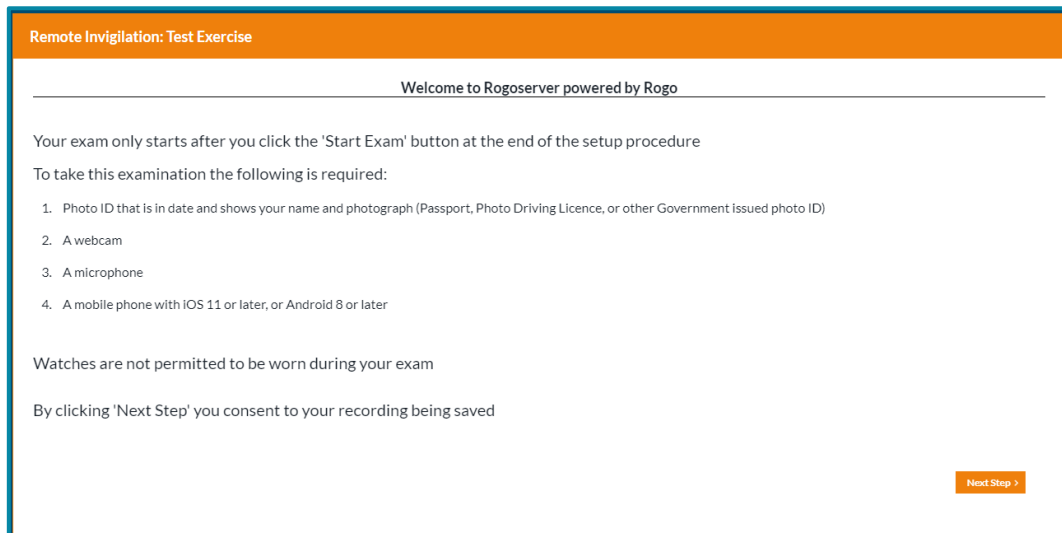 Remote Invigilation: Test Exercise
Welcome to Rogoserver powered by Rogo
Your exam only starts after you click the 'Start Exam' button at the end of the setup procedure
To take this examination the following is required:
1. Photo ID that is in date and shows your name and photograph (Passport, Photo Driving Licence, or other Government issued photo ID)
2. A webcam
3. A microphone
4. A mobile phone with iOS 11 or later, or Android 8 or later
Watches are not permitted to be worn during your exam
By clicking 'Next Step' you consent to your recording being saved
Next Step >